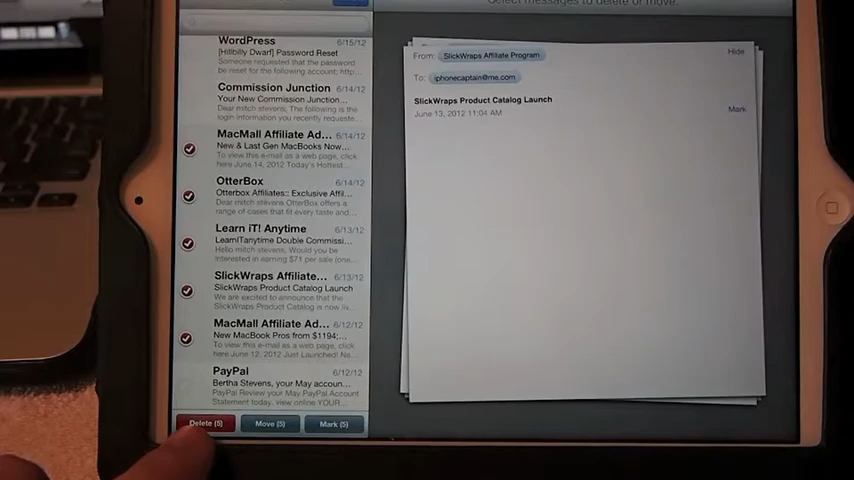 Select messages to delete or move.
WordPress 6/15/12
[Hillbilly Dwarf] Password Reset
Someone requested that the password
be reset for the following account: http...
Commission Junction 6/14/12
Your New Commission Junction...
Dear mitch stevens, The following is the
login information you recently requeste...
MacMall Affiliate Ad... 6/14/12
New & Last Gen MacBooks Now...
To view this e-mail as a web page, click
here June 14, 2012 Today's Hottest
OtterBox 6/14/12
Otterbox Affiliates:: Exclusive Affil...
Dear mitch stevens OtterBox offers a
range of cases that fit every taste and...
Learn iT! Anytime 6/13/12
Learn iT! Anytime Double Commissi...
Hello mitch stevens, Would you be
interested in earning $71 per sale (one...
SlickWraps Affiliate... 6/13/12
SlickWraps Product Catalog Launch
We are excited to announce that the
SlickWraps Product Catalog is now liv...
MacMall Affiliate Ad... 6/12/12
New MacBook Pros from $1194;...
To view this e-mail as a web page, click
here June 12, 2012 Just Launched! Ne...
PayPal 6/12/12
Bertha Stevens, your May accoun...
PayPal Review your May PayPal Account
Statement today. view online YOUR...
Delete (5) Move (5) Mark (5)
From: SlickWraps Affiliate Program Hide
To: iphonecaptain@me.com
SlickWraps Product Catalog Launch
June 13, 2012 11:04 AM Mark